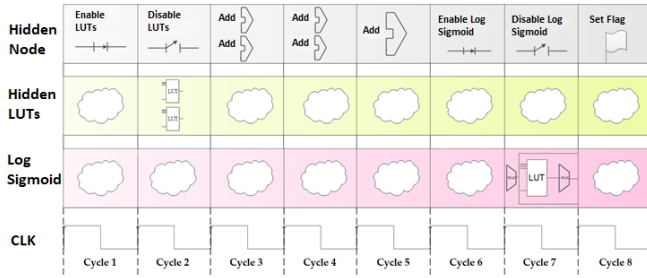 Hidden
Node
Enable
LUTs
Disable
LUTs
Add
Add
Add
Add
Add
Enable Log
Sigmoid
Disable Log
Sigmoid
Set Flag
Hidden
LUTs
LUT
LUT
Log
Sigmoid
LUT
CLK
Cycle 1
Cycle 2
Cycle 3
Cycle 4
Cycle 5
Cycle 6
Cycle 7
Cycle 8